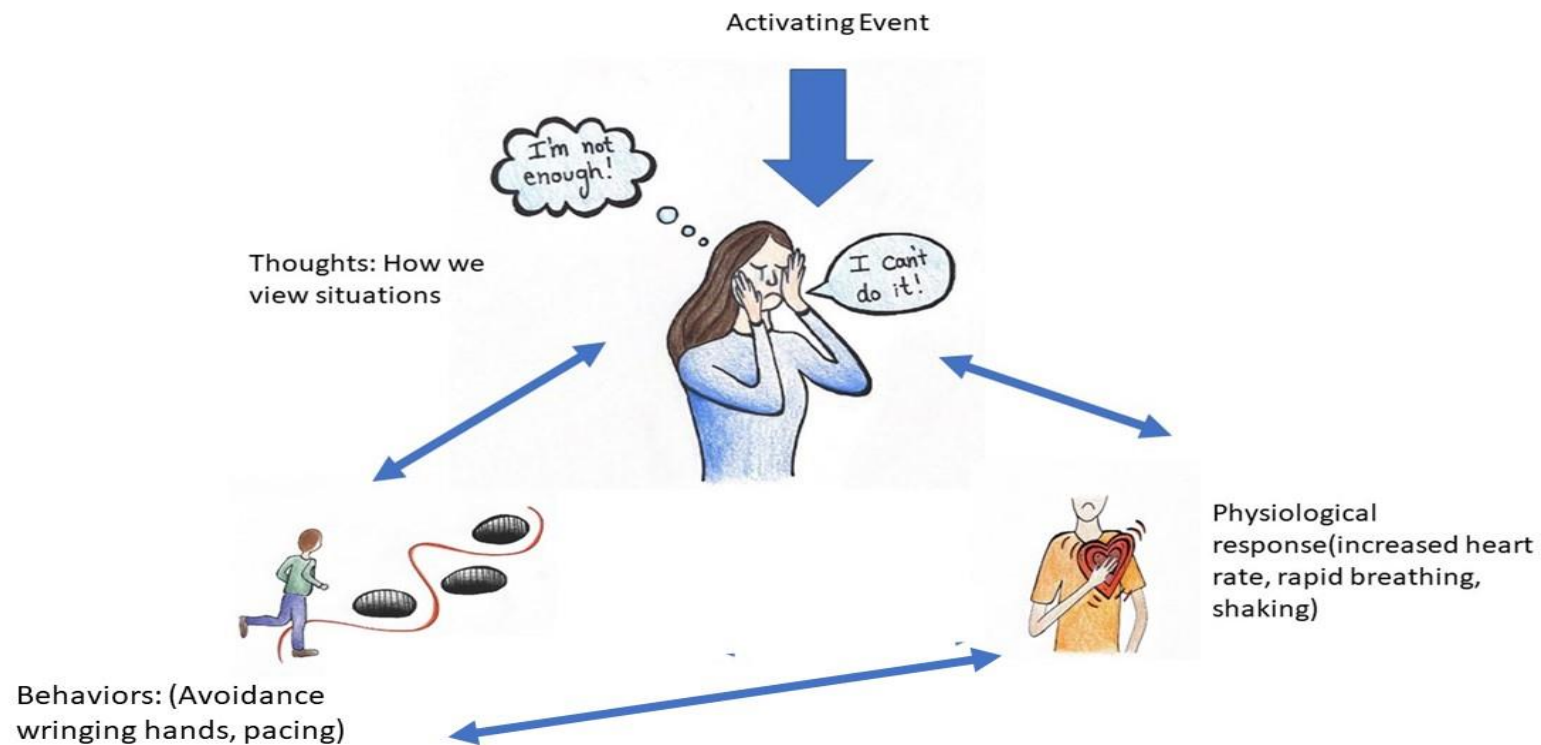 Activating Event
I'm not
enough!
I can't
do it!
Thoughts: How we
view situations
Physiological
response(increased heart
rate, rapid breathing,
shaking)
Behaviors: (Avoidance
wringing hands, pacing)